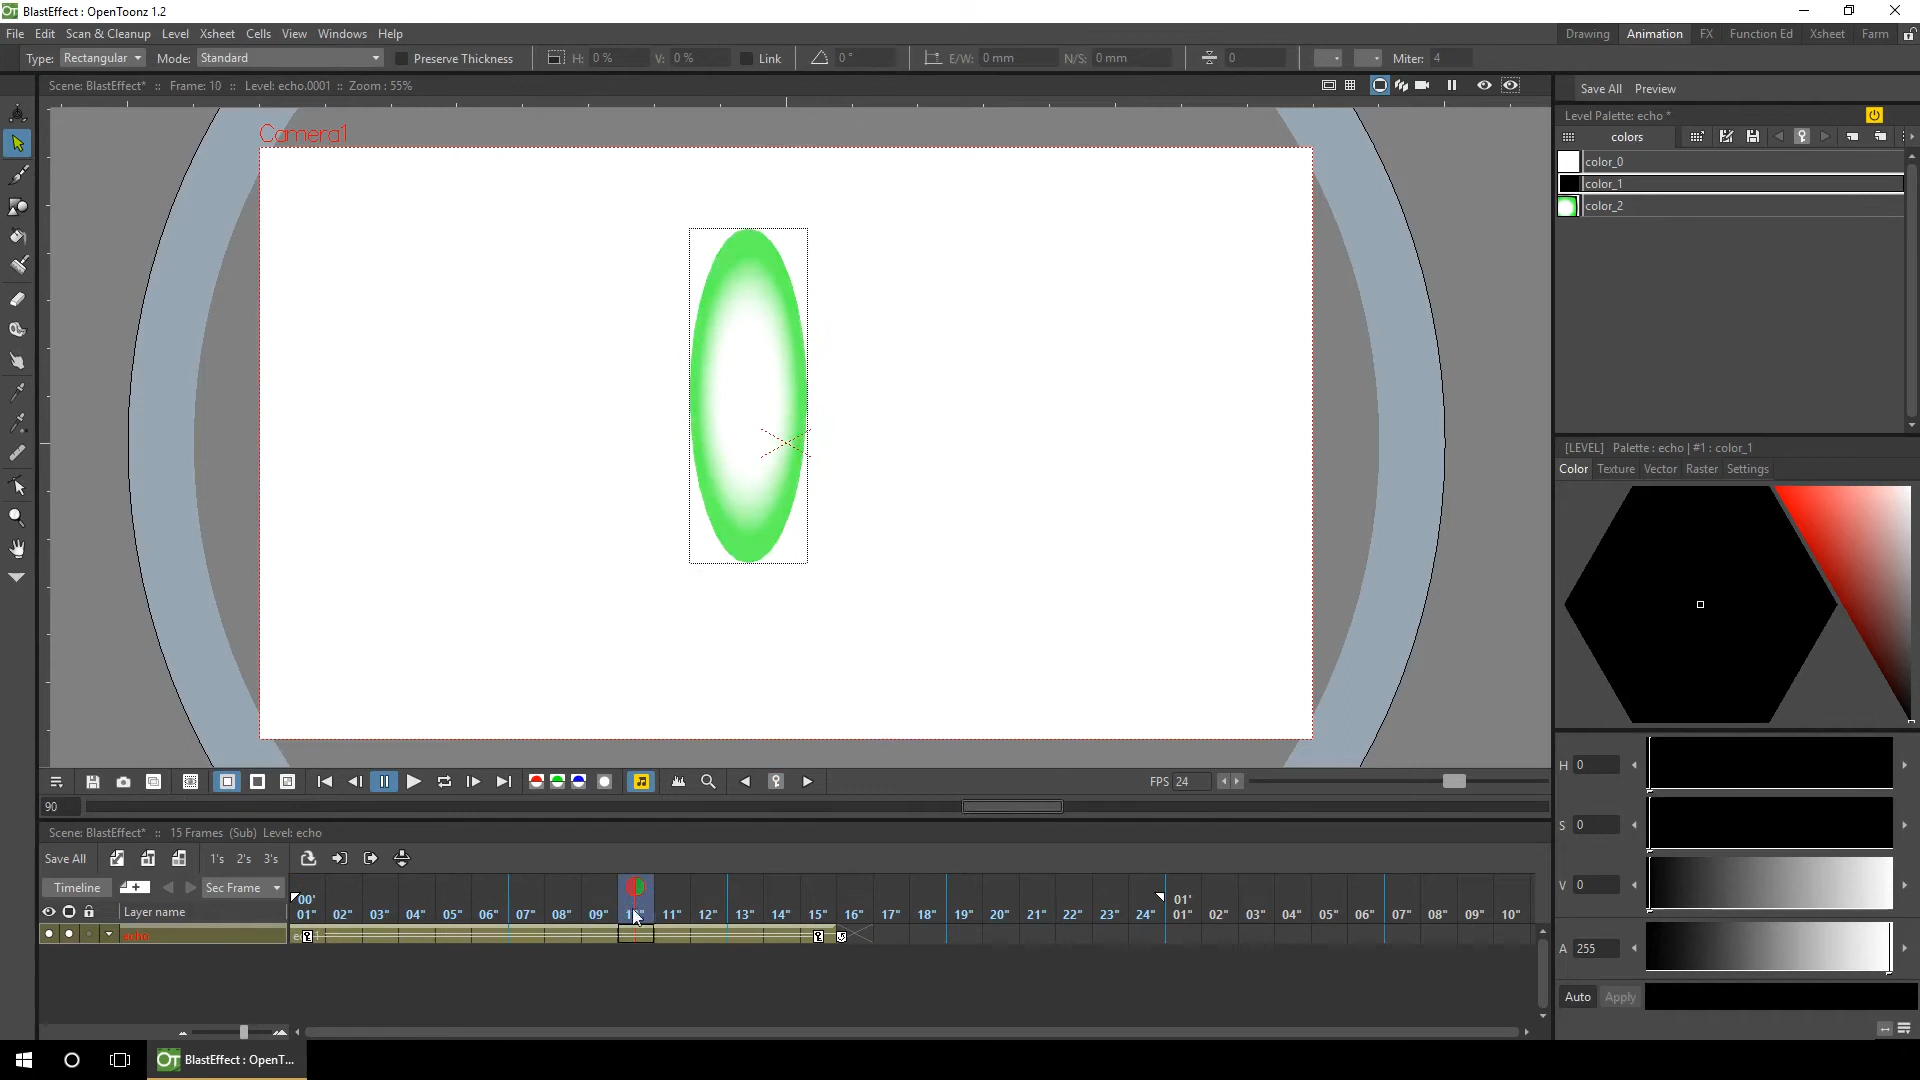 BlastEffect : OpenToonz 1.2
File Edit Scan & Cleanup Level Xsheet Cells View Windows Help
Drawing Animation FX Function Ed Xsheet Farm
Type: Rectangular Mode: Standard Preserve Thickness H: 0 % V: 0 % Link 0 ° E/W: 0 mm N/S: 0 mm 0 Miter: 4
Scene: BlastEffect* :: Frame: 10 :: Level: echo.0001 :: Zoom : 55%
Save All Preview
Level Palette: echo *
colors
Camera1
color_0
color_1
color_2
[LEVEL] Palette : echo | #1 : color_1
Color Texture Vector Raster Settings
H 0
S 0
V 0
A 255
Auto Apply
FPS 24
90
Scene: BlastEffect* :: 15 Frames (Sub) Level: echo
Save All 1's 2's 3's
Timeline Sec Frame
00' 01'
01" 02" 03" 04" 05" 06" 07" 08" 09" 11" 12" 13" 14" 15" 16" 17" 18" 19" 20" 21" 22" 23" 24" 01" 02" 03" 04" 05" 06" 07" 08" 09" 10"
Layer name
echo
BlastEffect : OpenT...